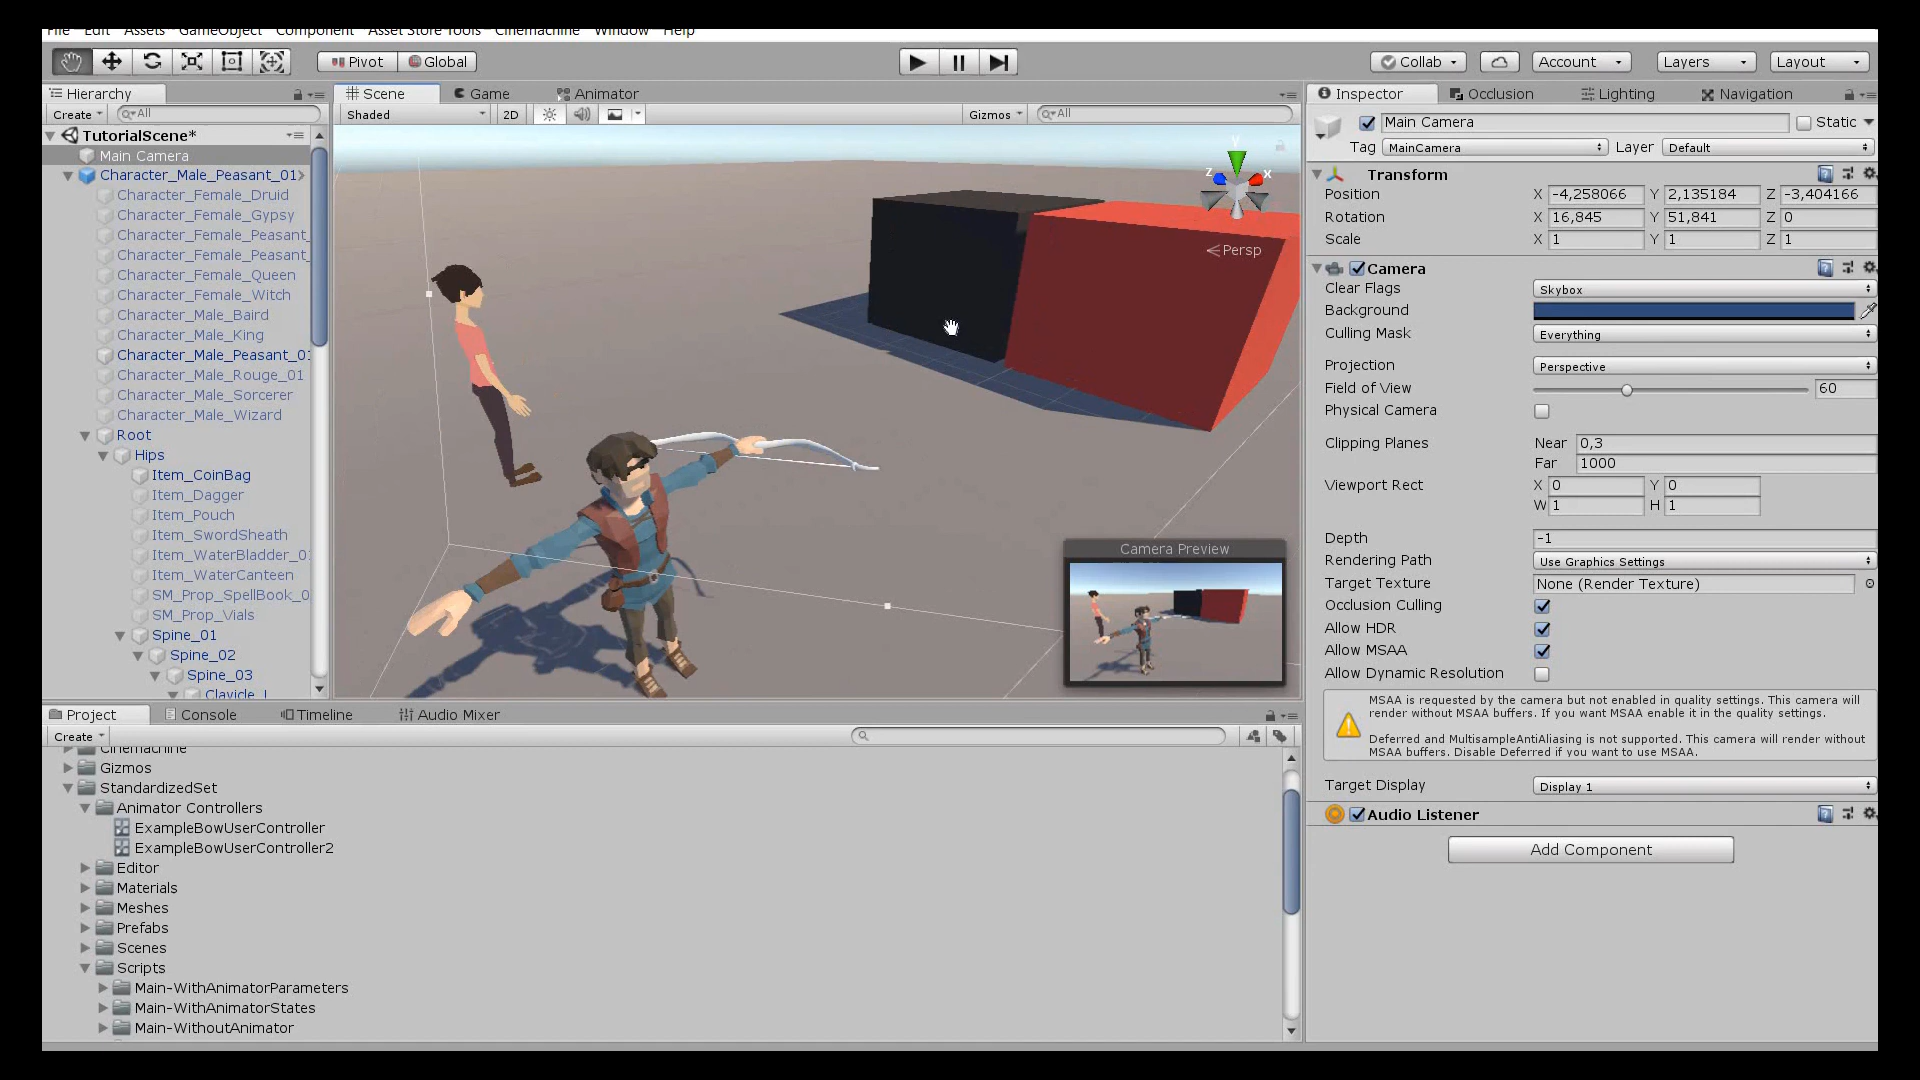 File Edit Assets GameObject Component Asset Store Tools Cinemachine Window Help
Pivot Global Collab Account Layers Layout
Hierarchy
Create All
TutorialScene*
Main Camera
Character_Male_Peasant_01
Character_Female_Druid
Character_Female_Gypsy
Character_Female_Peasant_
Character_Female_Peasant_
Character_Female_Queen
Character_Female_Witch
Character_Male_Baird
Character_Male_King
Character_Male_Peasant_01
Character_Male_Rouge_01
Character_Male_Sorcerer
Character_Male_Wizard
Root
Hips
Item_CoinBag
Item_Dagger
Item_Pouch
Item_SwordSheath
Item_WaterBladder_01
Item_WaterCanteen
SM_Prop_SpellBook_0
SM_Prop_Vials
Spine_01
Spine_02
Spine_03
Clavicle_L
Scene Game Animator
Shaded 2D Gizmos All
y
z x
Persp
Camera Preview
Project Console Timeline Audio Mixer
Create
Cinemachine
Gizmos
StandardizedSet
Animator Controllers
ExampleBowUserController
ExampleBowUserController2
Editor
Materials
Meshes
Prefabs
Scenes
Scripts
Main-WithAnimatorParameters
Main-WithAnimatorStates
Main-WithoutAnimator
Inspector Occlusion Lighting Navigation
Main Camera Static
Tag MainCamera Layer Default
Transform
Position X -4,258066 Y 2,135184 Z -3,404166
Rotation X 16,845 Y 51,841 Z 0
Scale X 1 Y 1 Z 1
Camera
Clear Flags Skybox
Background
Culling Mask Everything
Projection Perspective
Field of View 60
Physical Camera
Clipping Planes Near 0,3
Far 1000
Viewport Rect X 0 Y 0
W 1 H 1
Depth -1
Rendering Path Use Graphics Settings
Target Texture None (Render Texture)
Occlusion Culling
Allow HDR
Allow MSAA
Allow Dynamic Resolution
MSAA is requested by the camera but not enabled in quality settings. This camera will
render without MSAA buffers. If you want MSAA enable it in the quality settings.
Deferred and MultisampleAntiAliasing is not supported. This camera will render without
MSAA buffers. Disable Deferred if you want to use MSAA.
Target Display Display 1
Audio Listener
Add Component